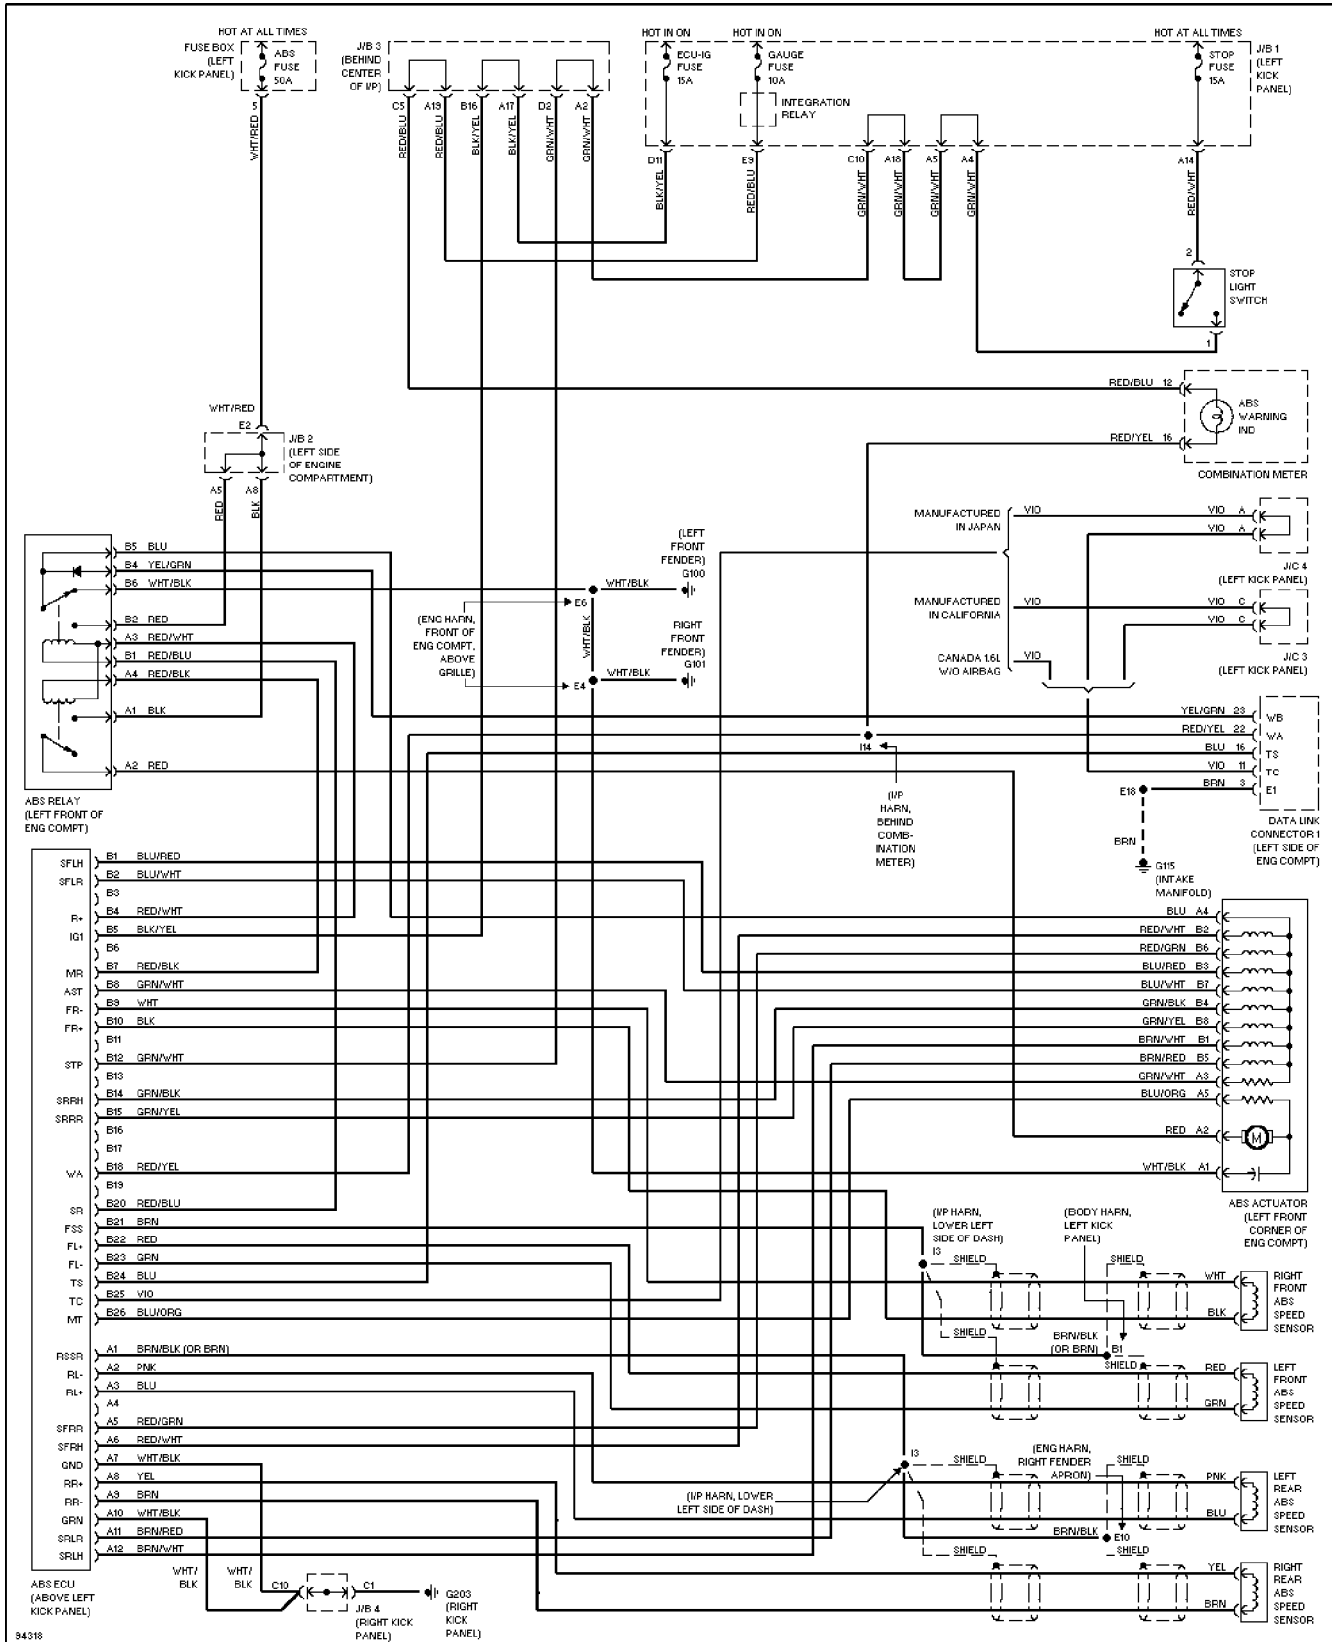 HOT AT ALL TIMES
FUSE BOX
(LEFT
KICK PANEL)
ABS
FUSE
50A
5
WHT/RED
J/B 3
(BEHIND
CENTER
OF I/P)
C5 A19 B16 A17 D2 A2
RED/BLU
RED/BLU
BLK/YEL
BLK/YEL
GRN/WHT
GRN/WHT
HOT IN ON
HOT IN ON
HOT AT ALL TIMES
ECU-IG
FUSE
15A
GAUGE
FUSE
10A
INTEGRATION
RELAY
STOP
FUSE
15A
J/B 1
(LEFT
KICK
PANEL)
D11 E9 C10 A18 A5 A4 A14
BLK/YEL
RED/BLU
GRN/WHT
GRN/WHT
GRN/WHT
GRN/WHT
RED/WHT
2
STOP
LIGHT
SWITCH
1
RED/BLU 12
RED/YEL 16
ABS
WARNING
IND
COMBINATION METER
WHT/RED
E2
J/B 2
(LEFT SIDE
OF ENGINE
COMPARTMENT)
A5 A8
RED
BLK
MANUFACTURED
IN JAPAN
VIO
VIO A
VIO A
J/C 4
(LEFT KICK PANEL)
MANUFACTURED
IN CALIFORNIA
VIO
VIO C
VIO C
J/C 3
(LEFT KICK PANEL)
CANADA 1.6L
W/O AIRBAG
VIO
B5 BLU
B4 YEL/GRN
B6 WHT/BLK
B2 RED
A3 RED/WHT
B1 RED/BLU
A4 RED/BLK
A1 BLK
A2 RED
ABS RELAY
(LEFT FRONT OF
ENG COMPT)
(LEFT
FRONT
FENDER)
G100
WHT/BLK
E6
WHT/BLK
(ENG HARN,
FRONT OF
ENG COMPT,
ABOVE
GRILLE)
RIGHT
FRONT
FENDER)
G101
WHT/BLK
E4
YEL/GRN 23 WB
RED/YEL 22 WA
BLU 16 TS
VIO 11 TC
BRN 3 E1
DATA LINK
CONNECTOR 1
(LEFT SIDE OF
ENG COMPT)
I14
(I/P
HARN,
BEHIND
COMB-
INATION
METER)
E18
BRN
G115
(INTAKE
MANIFOLD)
SFLH B1 BLU/RED
SFLR B2 BLU/WHT
B3
R+ B4 RED/WHT
IG1 B5 BLK/YEL
B6
MR B7 RED/BLK
AST B8 GRN/WHT
FR- B9 WHT
FR+ B10 BLK
B11
STP B12 GRN/WHT
B13
SRRH B14 GRN/BLK
SRRR B15 GRN/YEL
B16
B17
WA B18 RED/YEL
B19
SR B20 RED/BLU
FSS B21 BRN
FL+ B22 RED
FL- B23 GRN
TS B24 BLU
TC B25 VIO
MT B26 BLU/ORG
RSSR A1 BRN/BLK (OR BRN)
RL- A2 PNK
RL+ A3 BLU
A4
SFRR A5 RED/GRN
SFRH A6 RED/WHT
GND A7 WHT/BLK
RR+ A8 YEL
RR- A9 BRN
GRN A10 WHT/BLK
SRLR A11 BRN/RED
SRLH A12 BRN/WHT
ABS ECU
(ABOVE LEFT
KICK PANEL)
WHT/
BLK
WHT/
BLK
C10 C1
J/B 4
(RIGHT KICK
PANEL)
G203
(RIGHT
KICK
PANEL)
BLU A4
RED/WHT B2
RED/GRN B6
BLU/RED B3
BLU/WHT B7
GRN/BLK B4
GRN/YEL B8
BRN/WHT B1
BRN/RED B5
GRN/WHT A3
BLU/ORG A5
RED A2
M
WHT/BLK A1
ABS ACTUATOR
(LEFT FRONT
CORNER OF
ENG COMPT)
(I/P HARN,
LOWER LEFT
SIDE OF DASH)
I3
(BODY HARN,
LEFT KICK
PANEL)
SHIELD
SHIELD
WHT
BLK
RIGHT
FRONT
ABS
SPEED
SENSOR
SHIELD
BRN/BLK
(OR BRN)
B1
SHIELD
RED
GRN
LEFT
FRONT
ABS
SPEED
SENSOR
I3
(I/P HARN, LOWER
LEFT SIDE OF DASH)
SHIELD
(ENG HARN,
RIGHT FENDER
APRON)
SHIELD
PNK
BLU
LEFT
REAR
ABS
SPEED
SENSOR
BRN/BLK
E10
SHIELD
SHIELD
YEL
BRN
RIGHT
REAR
ABS
SPEED
SENSOR
94318